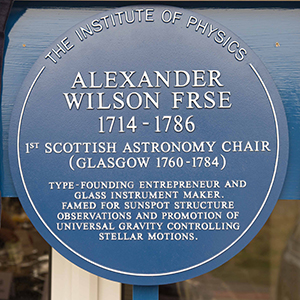 THE INSTITUTE OF PHYSICS
ALEXANDER
WILSON FRSE
1714 - 1786
1ST SCOTTISH ASTRONOMY CHAIR
(GLASGOW 1760-1784)
TYPE-FOUNDING ENTREPRENEUR AND
GLASS INSTRUMENT MAKER.
FAMED FOR SUNSPOT STRUCTURE
OBSERVATIONS AND PROMOTION OF
UNIVERSAL GRAVITY CONTROLLING
STELLAR MOTIONS.